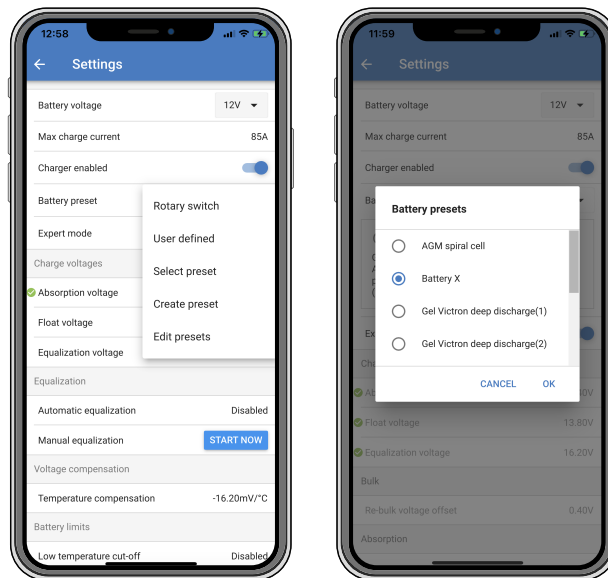 12:58
Settings
Battery voltage 12V
Max charge current 85A
Charger enabled
Battery preset
Rotary switch
Expert mode
User defined
Charge voltages
Select preset
Absorption voltage
Create preset
Float voltage
Edit presets
Equalization voltage
Equalization
Automatic equalization Disabled
Manual equalization START NOW
Voltage compensation
Temperature compensation -16.20mV/°C
Battery limits
Low temperature cut-off Disabled
11:59
Settings
Battery voltage 12V
Max charge current 85A
Charger enabled
Ba
Battery presets
AGM spiral cell
Battery X
Gel Victron deep discharge(1)
Gel Victron deep discharge(2)
CANCEL OK
Ex
Ch
Ab
Float voltage 13.80V
Equalization voltage 16.20V
Bulk
Re-bulk voltage offset 0.40V
Absorption